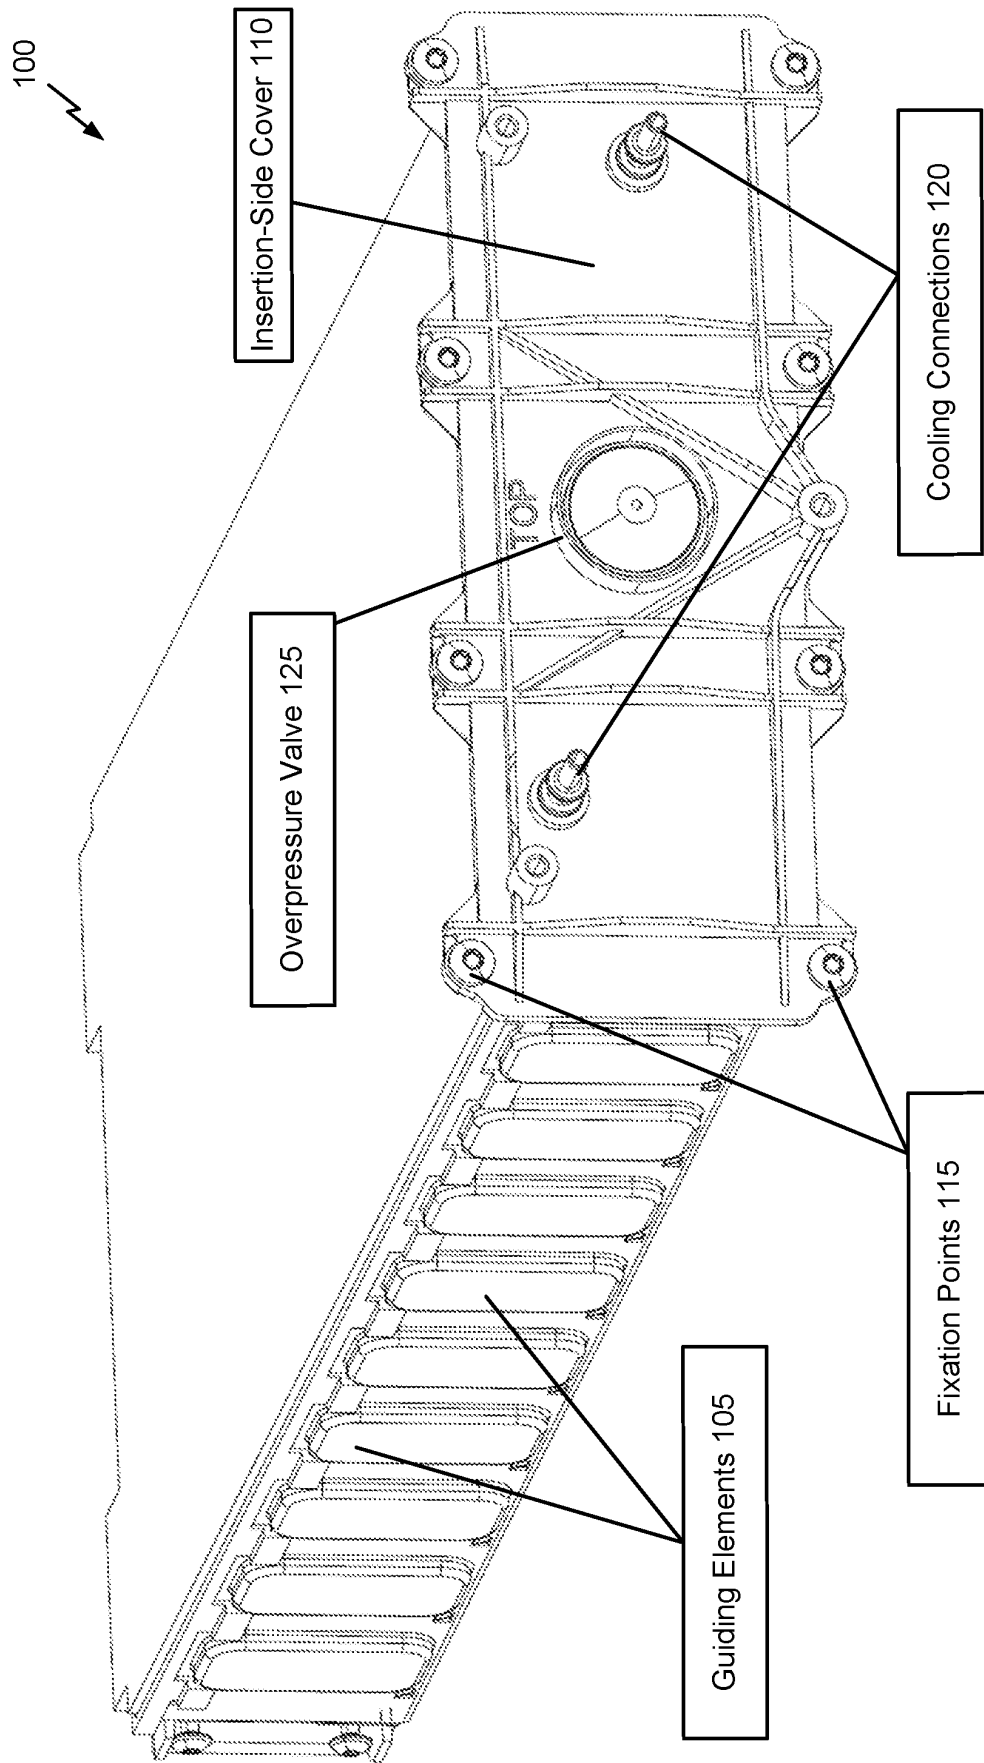 100
Insertion-Side Cover 110
Overpressure Valve 125
TOP
Cooling Connections 120
Guiding Elements 105
Fixation Points 115